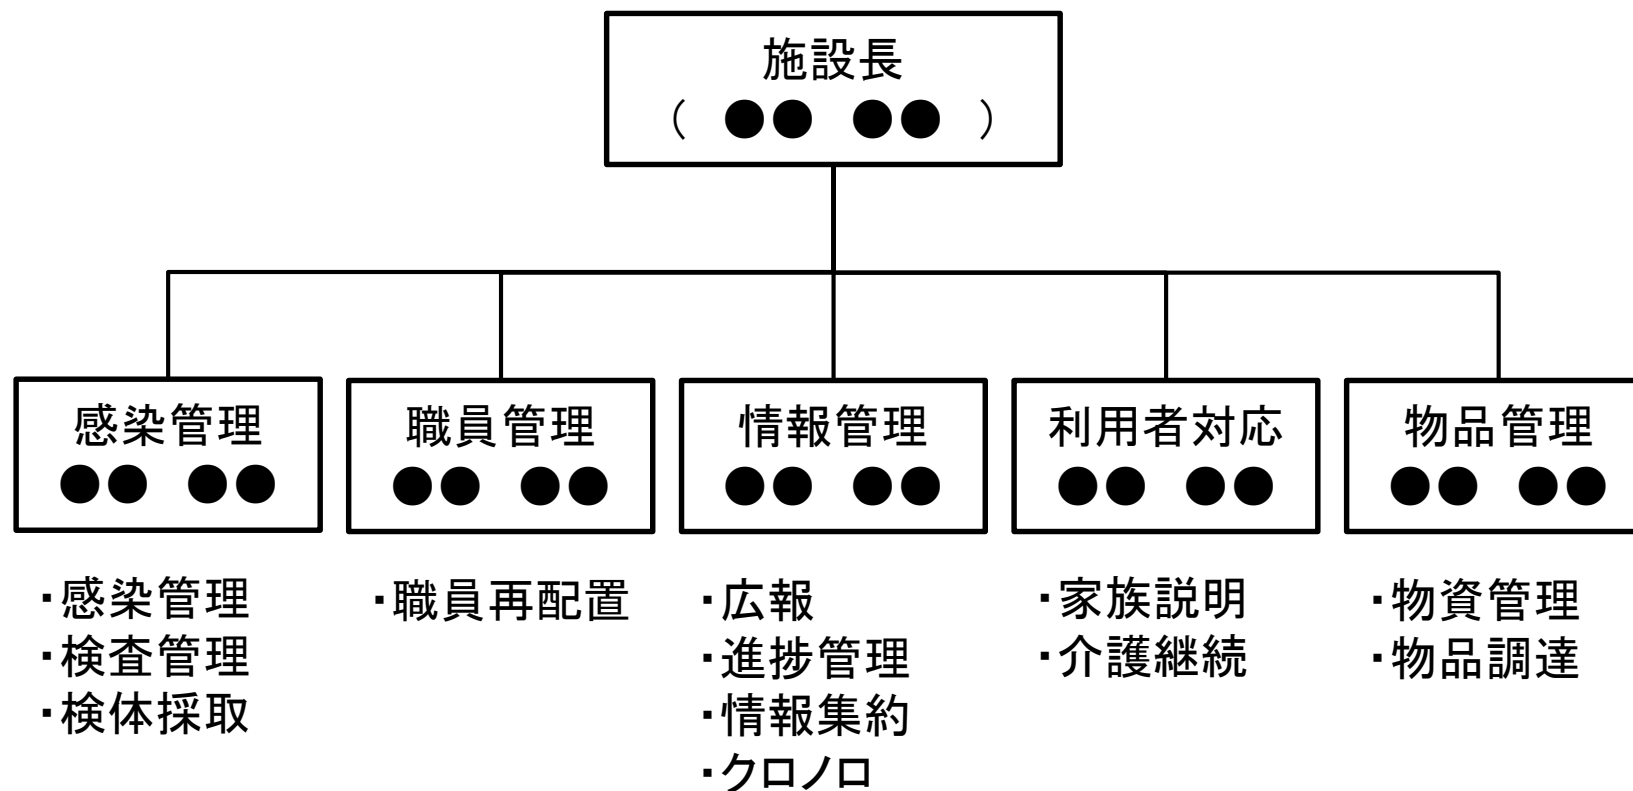 施設長
（ ●● ●● ）
感染管理
●● ●●
職員管理
●● ●●
情報管理
●● ●●
利用者対応
●● ●●
物品管理
●● ●●
・感染管理
・検査管理
・検体採取
・職員再配置
・広報
・進捗管理
・情報集約
・クロノロ
・家族説明
・介護継続
・物資管理
・物品調達